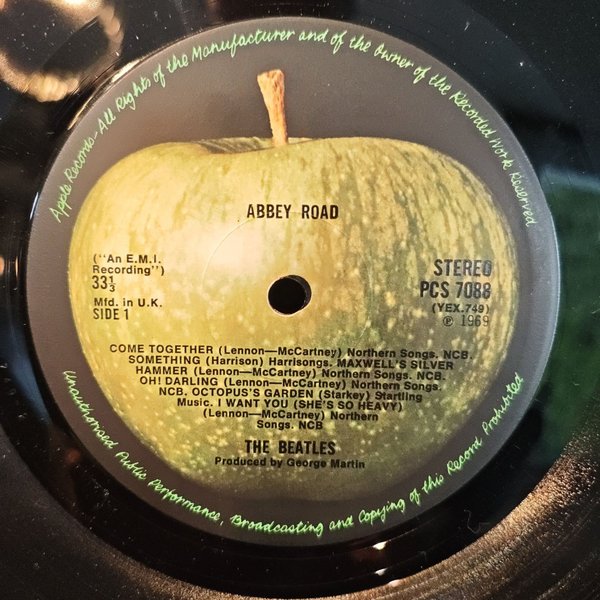 Apple Records-All Rights of the Manufacturer and of the Owner of the Recorded Work Reserved
ABBEY ROAD
("An E.M.I.
Recording")
33⅓
Mfd. in U.K.
SIDE 1
STEREO
PCS 7088
(YEX.749)
℗ 1969
COME TOGETHER (Lennon—McCartney) Northern Songs. NCB.
SOMETHING (Harrison) Harrisongs. MAXWELL'S SILVER
HAMMER (Lennon—McCartney) Northern Songs. NCB.
OH! DARLING (Lennon—McCartney) Northern Songs.
NCB. OCTOPUS'S GARDEN (Starkey) Startling
Music. I WANT YOU (SHE'S SO HEAVY)
(Lennon—McCartney) Northern
Songs. NCB
THE BEATLES
Produced by George Martin
Unauthorised Public Performance, Broadcasting and Copying of this Record Prohibited